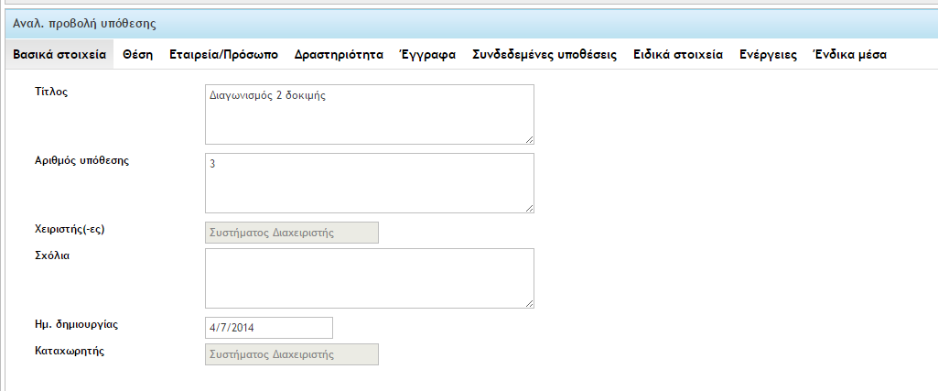 Αναλ. προβολή υπόθεσης
Βασικά στοιχεία Θέση Εταιρεία/Πρόσωπο Δραστηριότητα Έγγραφα Συνδεδεμένες υποθέσεις Ειδικά στοιχεία Ενέργειες Ένδικα μέσα
Τίτλος Διαγωνισμός 2 δοκιμής
Αριθμός υπόθεσης 3
Χειριστής(-ες) Συστήματος Διαχειριστής
Σχόλια
Ημ. δημιουργίας 4/7/2014
Καταχωρητής Συστήματος Διαχειριστής